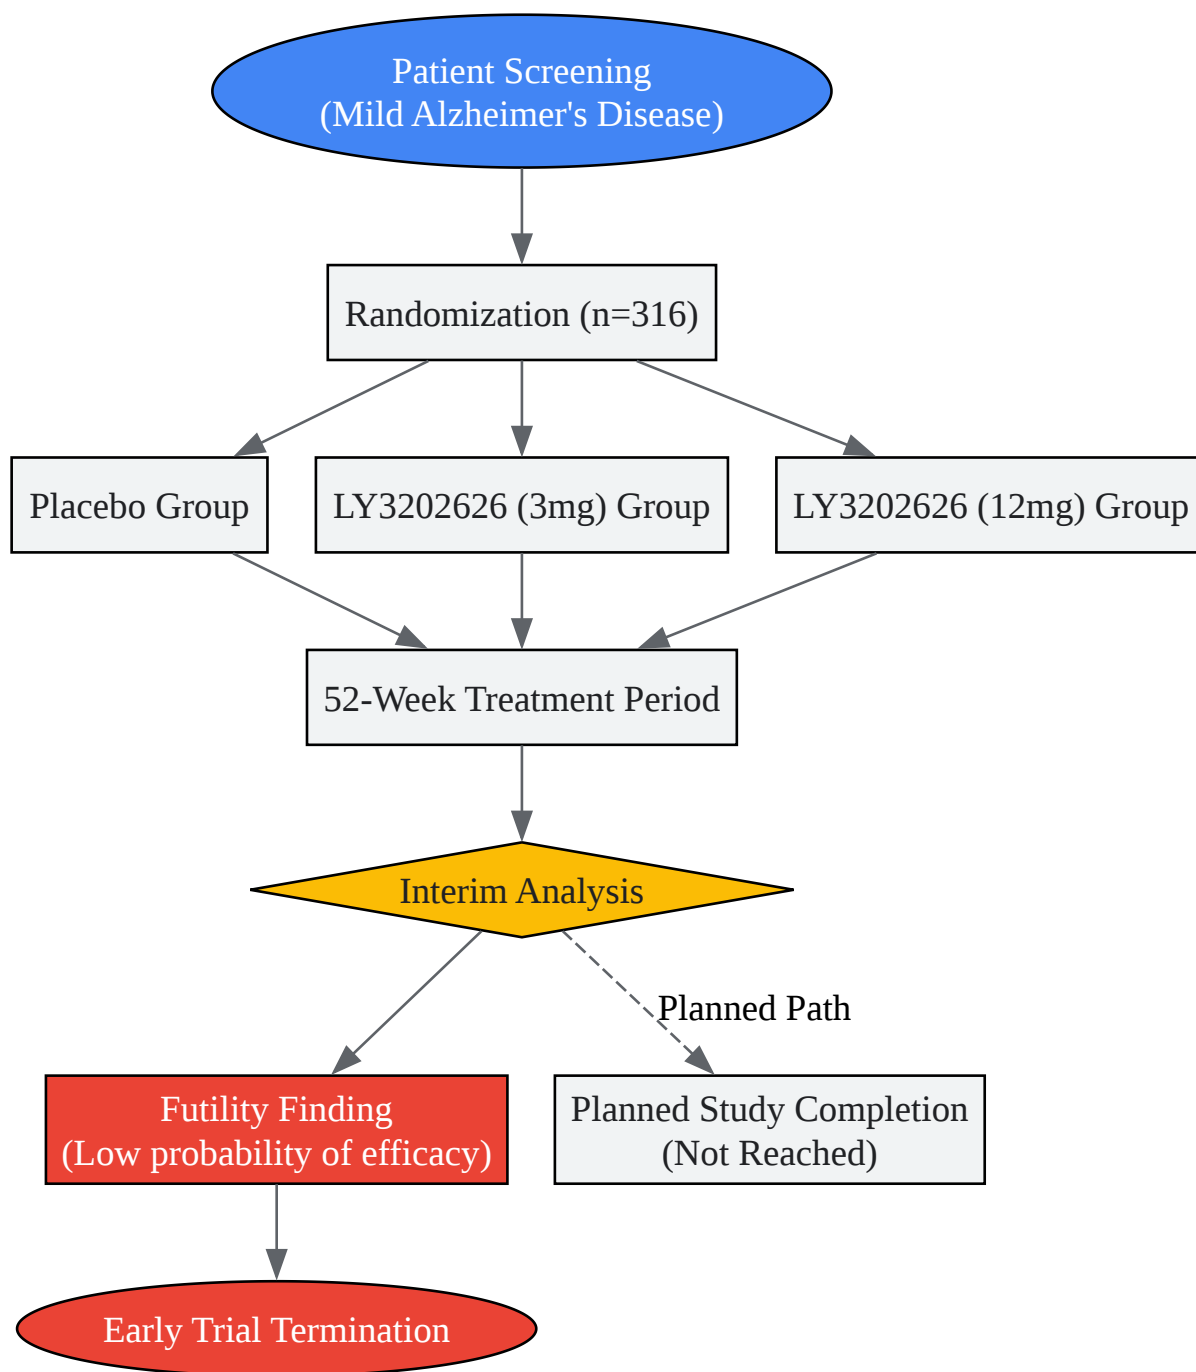 Patient Screening
(Mild Alzheimer's Disease)
Randomization (n=316)
Placebo Group
LY3202626 (3mg) Group
LY3202626 (12mg) Group
52-Week Treatment Period
Interim Analysis
Planned Path
Futility Finding
(Low probability of efficacy)
Planned Study Completion
(Not Reached)
Early Trial Termination